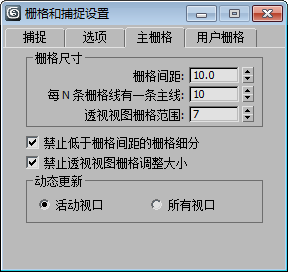 栅格和捕捉设置
捕捉 选项 主栅格 用户栅格
栅格尺寸
栅格间距: 10.0
每 N 条栅格线有一条主线: 10
透视视图栅格范围: 7
禁止低于栅格间距的栅格细分
禁止透视视图栅格调整大小
动态更新
活动视口 所有视口